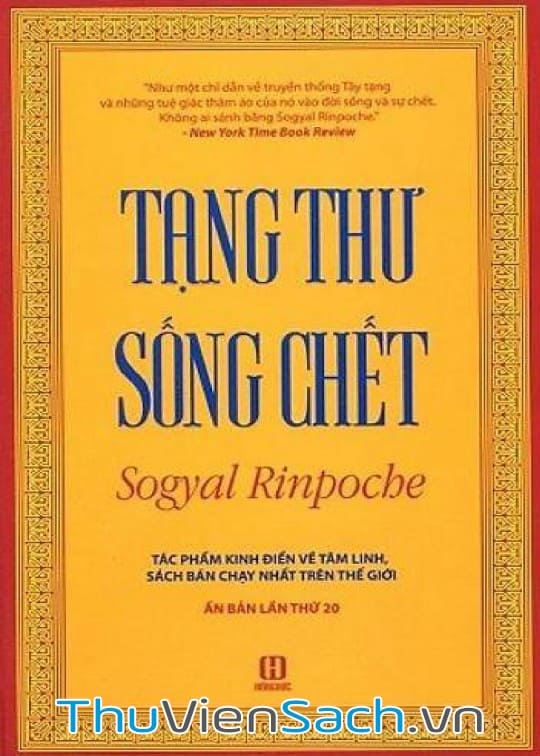 "Như một chỉ dẫn về truyền thống Tây tạng
và những tuệ giác thâm áo của nó vào đời sống và sự chết.
Không ai sánh bằng Sogyal Rinpoche."
- New York Time Book Review
TẠNG THƯ
SỐNG CHẾT
Sogyal Rinpoche
TÁC PHẨM KINH ĐIỂN VỀ TÂM LINH,
SÁCH BÁN CHẠY NHẤT TRÊN THẾ GIỚI
ẤN BẢN LẦN THỨ 20
HỒNG ĐỨC
ThuVienSach.vn